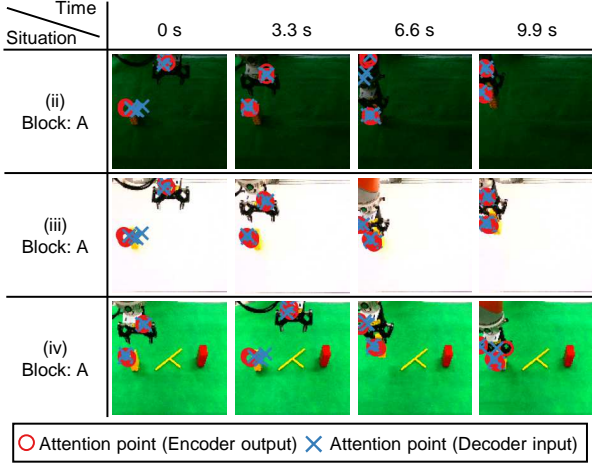 Time
Situation
0 s 3.3 s 6.6 s 9.9 s
(ii)
Block: A
(iii)
Block: A
(iv)
Block: A
Attention point (Encoder output) Attention point (Decoder input)